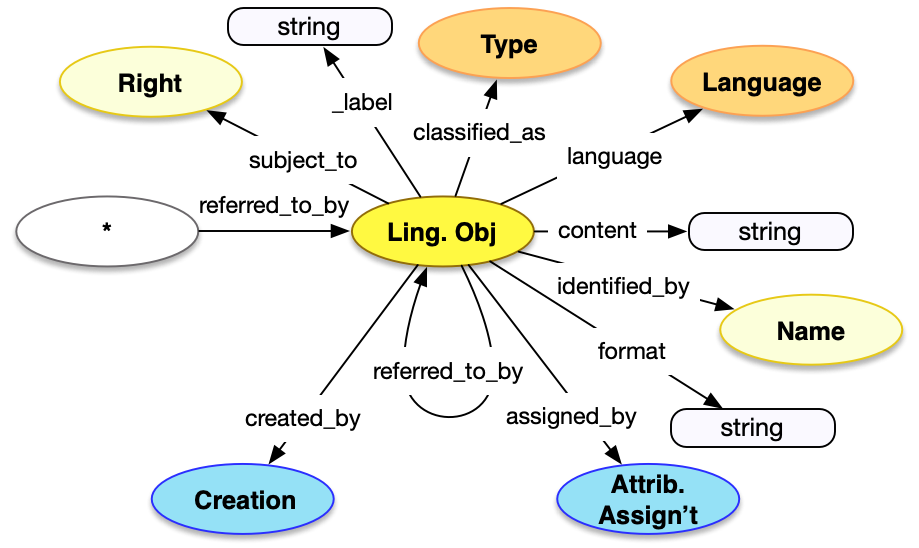 string
Type
Right
Language
_label
classified_as
subject_to
language
referred_to_by
*
Ling. Obj
content
string
identified_by
Name
format
referred_to_by
created_by
assigned_by
string
Creation
Attrib.
Assign’t